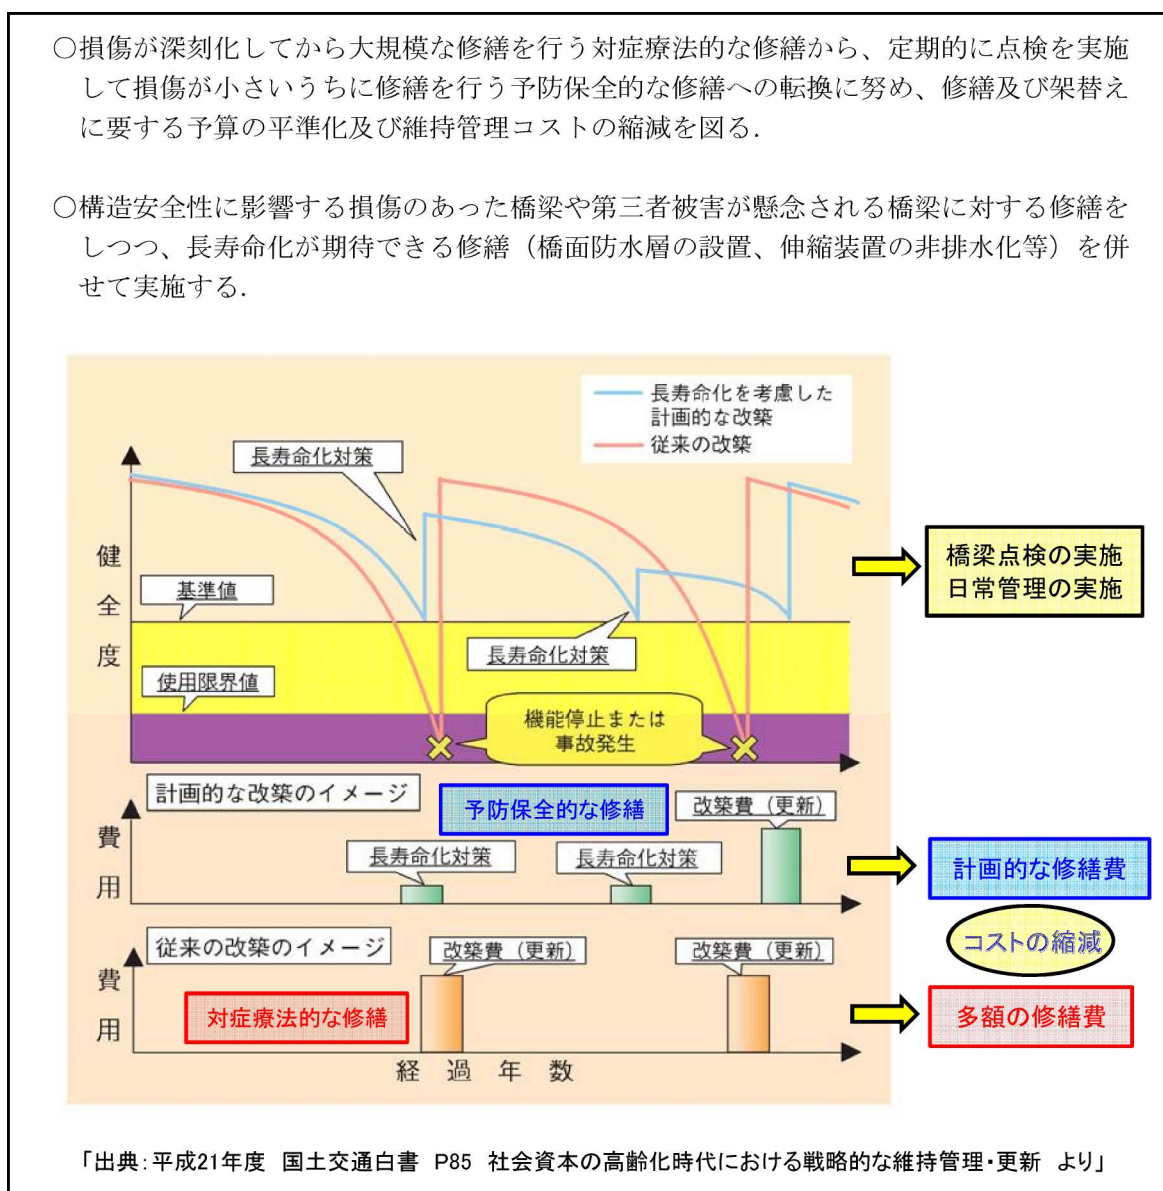 〇損傷が深刻化してから大規模な修繕を行う対症療法的な修繕から、定期的に点検を実施
して損傷が小さいうちに修繕を行う予防保全的な修繕への転換に努め、修繕及び架替え
に要する予算の平準化及び維持管理コストの縮減を図る．
〇構造安全性に影響する損傷のあった橋梁や第三者被害が懸念される橋梁に対する修繕を
しつつ、長寿命化が期待できる修繕（橋面防水層の設置、伸縮装置の非排水化等）を併
せて実施する．
長寿命化を考慮した
計画的な改築
従来の改築
長寿命化対策
健全度
基準値
長寿命化対策
使用限界値
機能停止または
事故発生
橋梁点検の実施
日常管理の実施
計画的な改築のイメージ
予防保全的な修繕
改築費（更新）
費用
長寿命化対策
長寿命化対策
計画的な修繕費
コストの縮減
従来の改築のイメージ
改築費（更新）
改築費（更新）
費用
対症療法的な修繕
多額の修繕費
経過年数
「出典：平成21年度 国土交通白書 P85 社会資本の高齢化時代における戦略的な維持管理・更新 より」